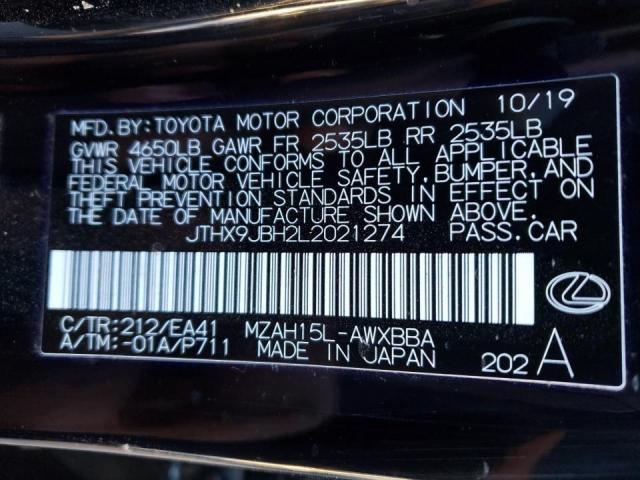 MFD.BY:TOYOTA MOTOR CORPORATION 10/19
GVWR 4650LB GAWR FR 2535LB RR 2535LB
THIS VEHICLE CONFORMS TO ALL APPLICABLE
FEDERAL MOTOR VEHICLE SAFETY,BUMPER,AND
THEFT PREVENTION STANDARDS IN EFFECT ON
THE DATE OF MANUFACTURE SHOWN ABOVE.
JTHX9JBH2L2021274 PASS.CAR
C/TR:212/EA41 MZAH15L-AWXBBA
A/TM:-01A/P711 MADE IN JAPAN
202A